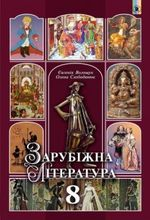 Євгенія Волощук
Олена Слободянюк
ЗАРУБІЖНА
ЛІТЕРАТУРА
8